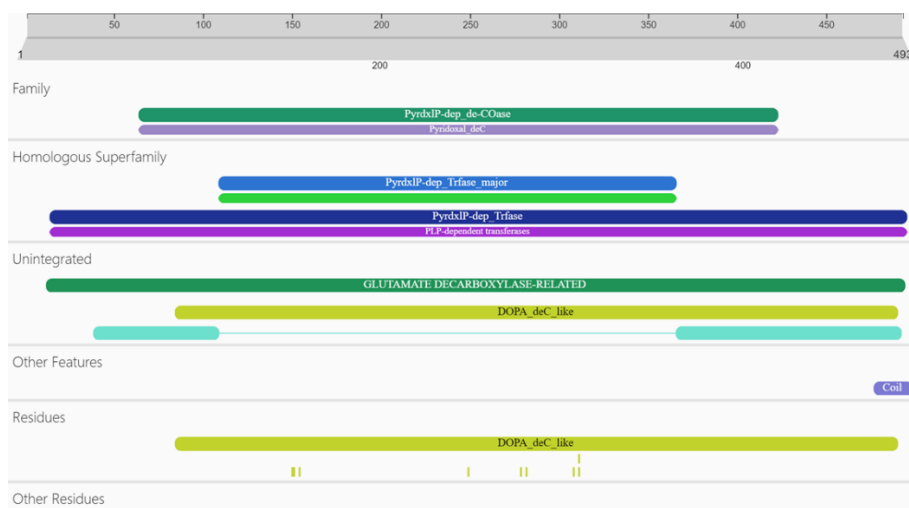 50 100 150 200 250 300 350 400 450
1 493
200 400
Family
PyrdxlP-dep_de-COase
Pyridoxal_deC
Homologous Superfamily
PyrdxlP-dep_Trfase_major
PyrdxlP-dep_Trfase
PLP-dependent transferases
Unintegrated
GLUTAMATE DECARBOXYLASE-RELATED
DOPA_deC_like
Other Features
Coil
Residues
DOPA_deC_like
Other Residues